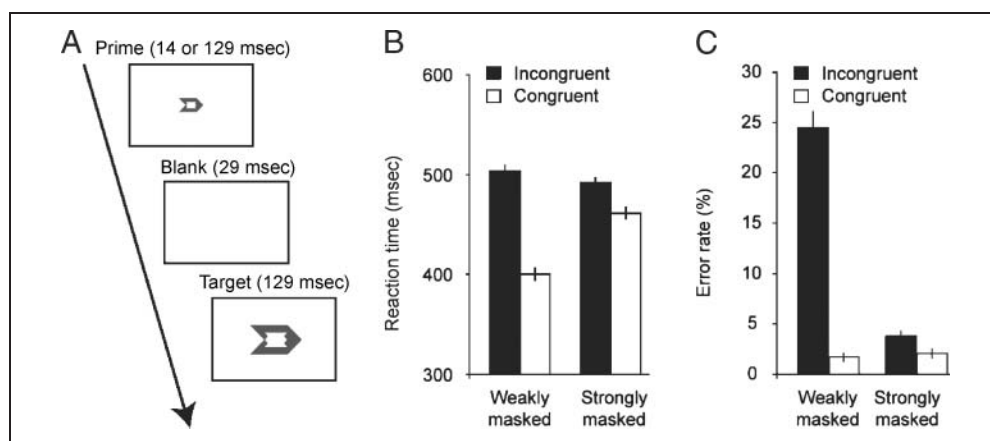 A
Prime (14 or 129 msec)
Blank (29 msec)
Target (129 msec)
B
Incongruent
Congruent
Reaction time (msec)
600
500
400
300
Weakly masked
Strongly masked
C
Incongruent
Congruent
Error rate (%)
30
25
20
15
10
5
0
Weakly masked
Strongly masked